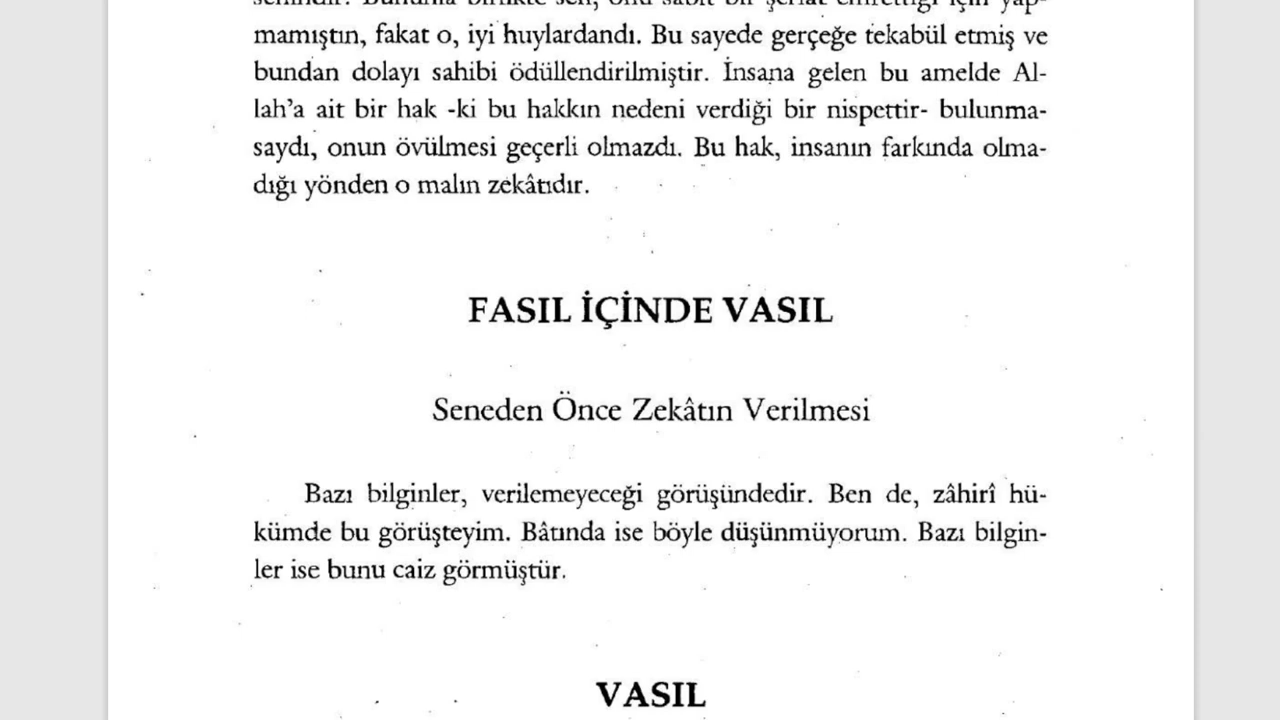 mamıştın, fakat o, iyi huylardandı. Bu sayede gerçeğe tekabül etmiş ve
bundan dolayı sahibi ödüllendirilmiştir. İnsana gelen bu amelde Al-
lah’a ait bir hak -ki bu hakkın nedeni verdiği bir nispettir- bulunma-
saydı, onun övülmesi geçerli olmazdı. Bu hak, insanın farkında olma-
dığı yönden o malın zekâtıdır.
FASIL İÇİNDE VASIL
Seneden Önce Zekâtın Verilmesi
Bazı bilginler, verilemeyeceği görüşündedir. Ben de, zâhirî hü-
kümde bu görüşteyim. Bâtında ise böyle düşünmüyorum. Bazı bilgin-
ler ise bunu caiz görmüştür.
VASIL